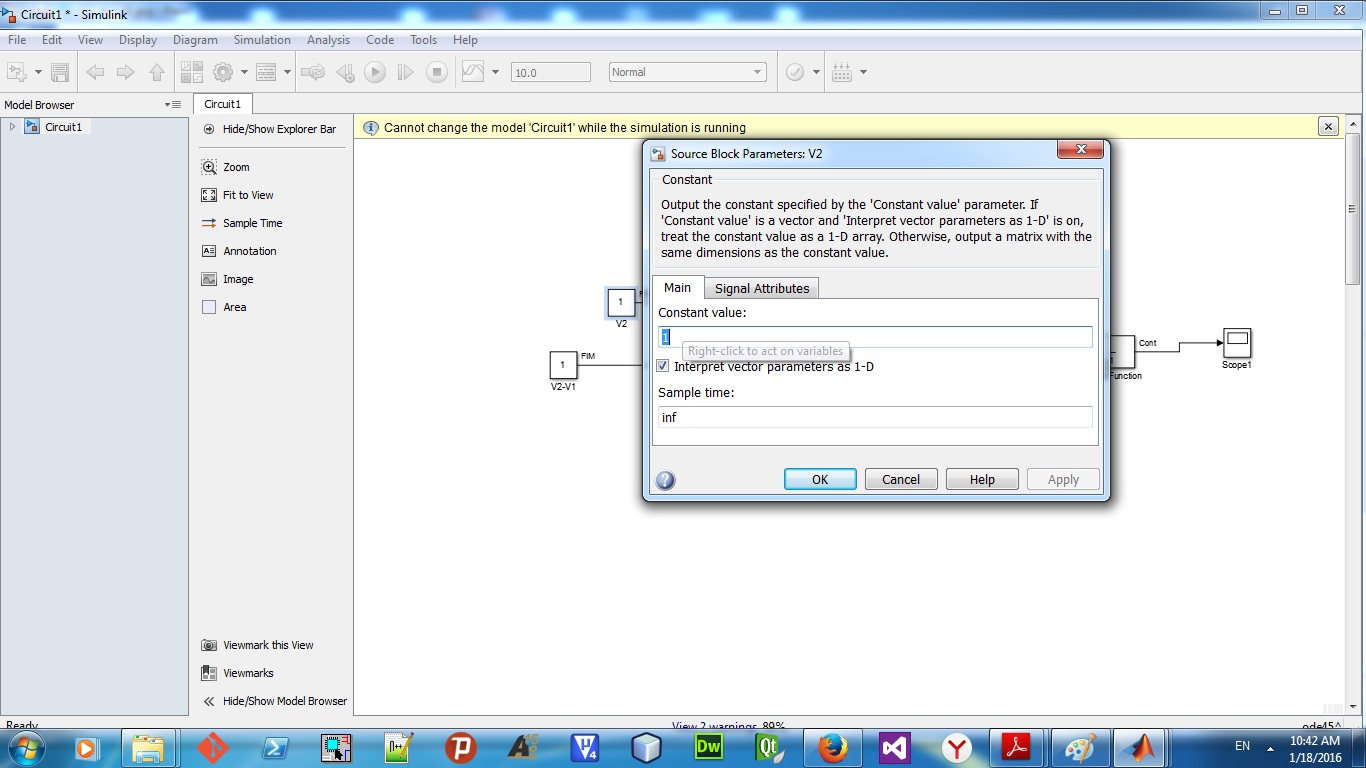 Circuit1 * - Simulink
File Edit View Display Diagram Simulation Analysis Code Tools Help
10.0 Normal
Model Browser
Circuit1
Circuit1
Hide/Show Explorer Bar
Zoom
Fit to View
Sample Time
Annotation
Image
Area
Viewmark this View
Viewmarks
Hide/Show Model Browser
Cannot change the model 'Circuit1' while the simulation is running
1
V2
1
FIM
V2-V1
Cont
Function
Scope1
Source Block Parameters: V2
Constant
Output the constant specified by the 'Constant value' parameter. If
'Constant value' is a vector and 'Interpret vector parameters as 1-D' is on,
treat the constant value as a 1-D array. Otherwise, output a matrix with the
same dimensions as the constant value.
Main Signal Attributes
Constant value:
1
Right-click to act on variables
Interpret vector parameters as 1-D
Sample time:
inf
OK Cancel Help Apply
Ready View 2 warnings 89% ode45
n++
V4
Dw
Qt
EN
10:42 AM
1/18/2016